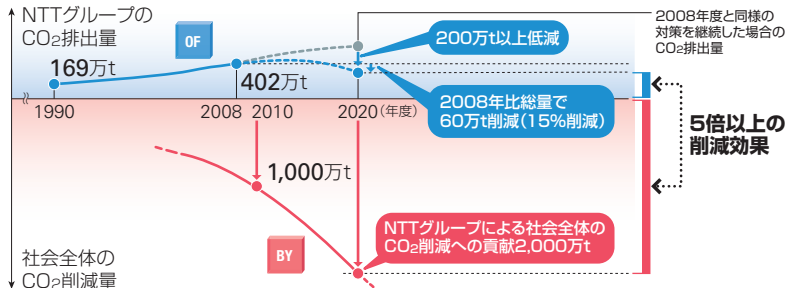 NTTグループの
CO2排出量
OF
169万t
402万t
200万t以上低減
2008年度と同様の
対策を継続した場合の
CO2排出量
1990
2008
2010
2020(年度)
2008年比総量で
60万t削減(15%削減)
5倍以上の
削減効果
1,000万t
BY
NTTグループによる社会全体の
CO2削減への貢献2,000万t
社会全体の
CO2削減量